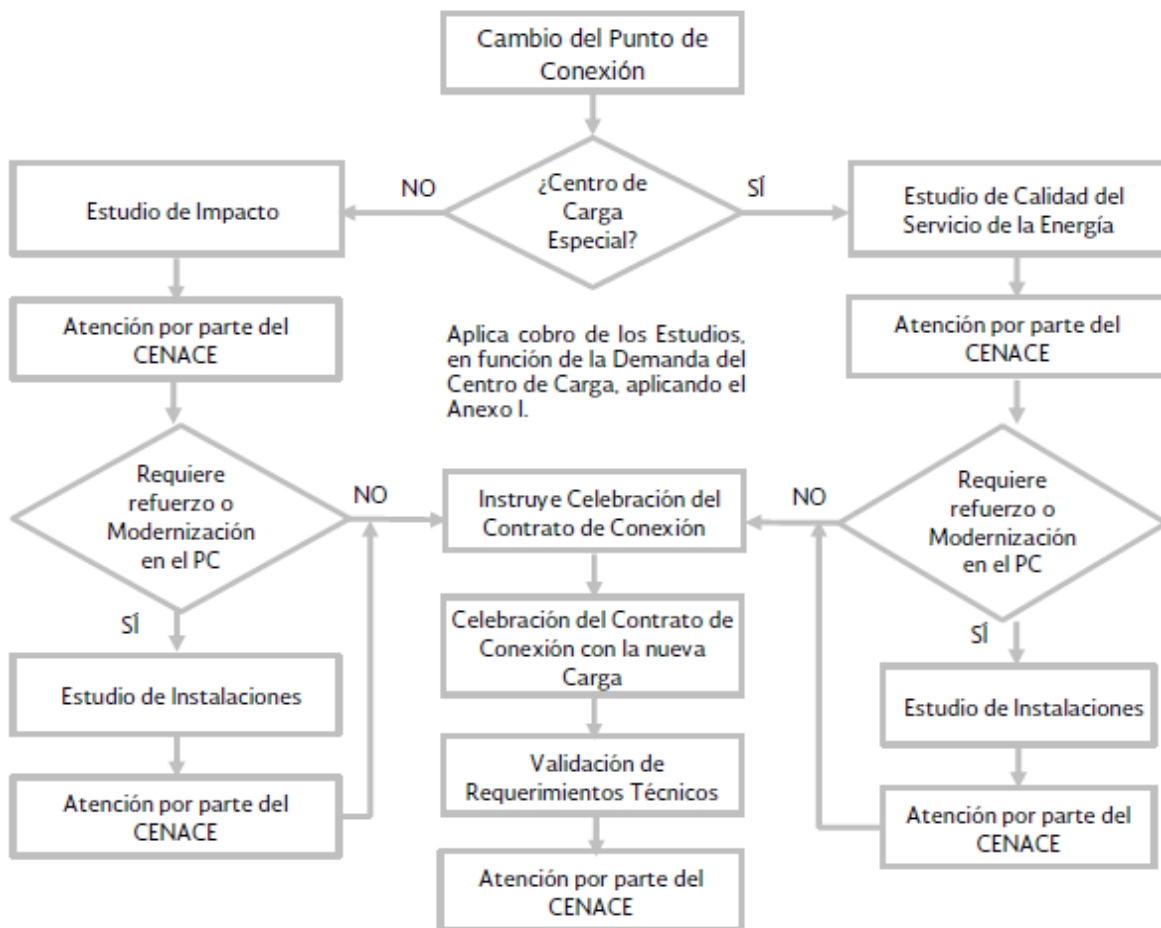 Cambio del Punto de
Conexión
¿Centro de
Carga
Especial?
NO
SÍ
Estudio de Impacto
Estudio de Calidad del
Servicio de la Energía
Atención por parte del
CENACE
Aplica cobro de los Estudios,
en función de la Demanda del
Centro de Carga, aplicando el
Anexo I.
Atención por parte del
CENACE
Requiere
refuerzo o
Modernización
en el PC
NO
SÍ
Instruye Celebración del
Contrato de Conexión
NO
Requiere
refuerzo o
Modernización
en el PC
SÍ
Estudio de Instalaciones
Celebración del Contrato de
Conexión con la nueva
Carga
Estudio de Instalaciones
Atención por parte del
CENACE
Validación de
Requerimientos Técnicos
Atención por parte del
CENACE
Atención por parte del
CENACE